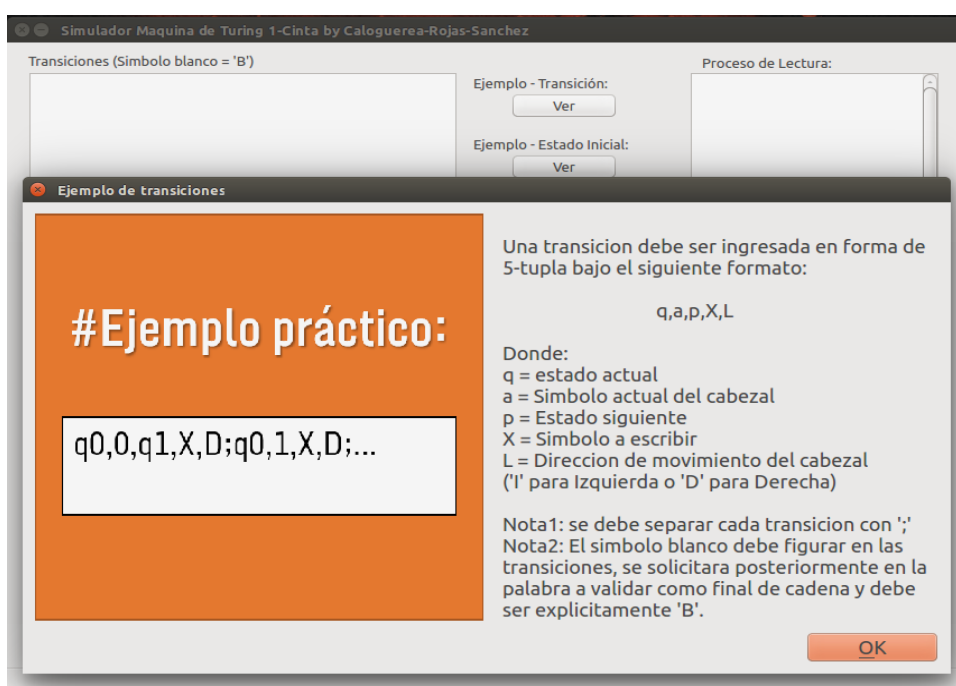 Simulador Maquina de Turing 1-Cinta by Caloguerea-Rojas-Sanchez
Transiciones (Simbolo blanco = 'B')
Ejemplo - Transición:
Ver
Ejemplo - Estado Inicial:
Ver
Proceso de Lectura:
Ejemplo de transiciones
#Ejemplo práctico:
q0,0,q1,X,D;q0,1,X,D;...
Una transicion debe ser ingresada en forma de
5-tupla bajo el siguiente formato:
q,a,p,X,L
Donde:
q = estado actual
a = Simbolo actual del cabezal
p = Estado siguiente
X = Simbolo a escribir
L = Direccion de movimiento del cabezal
('I' para Izquierda o 'D' para Derecha)
Nota1: se debe separar cada transicion con ';'
Nota2: El simbolo blanco debe figurar en las
transiciones, se solicitara posteriormente en la
palabra a validar como final de cadena y debe
ser explicitamente 'B'.
OK